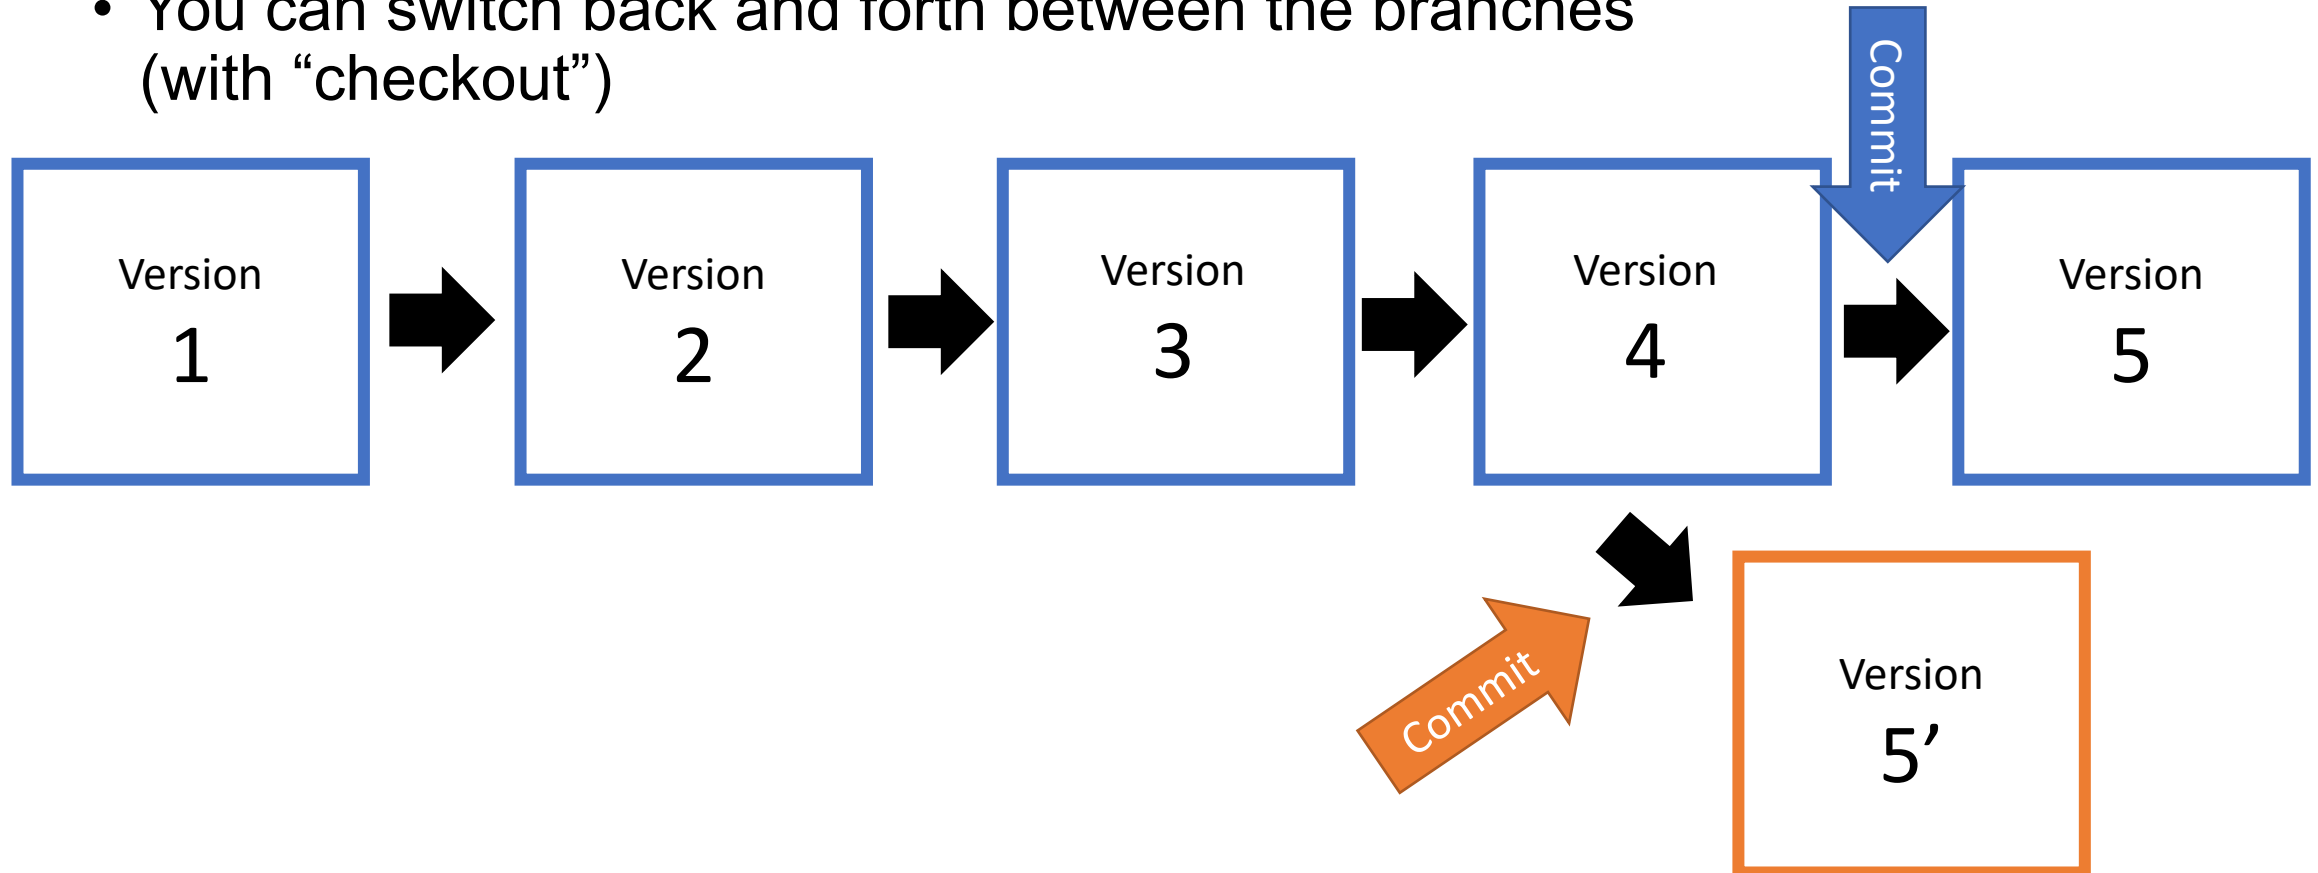 • You can switch back and forth between the branches
(with “checkout”)
Commit
Version
1
Version
2
Version
3
Version
4
Version
5
Commit
Version
5’